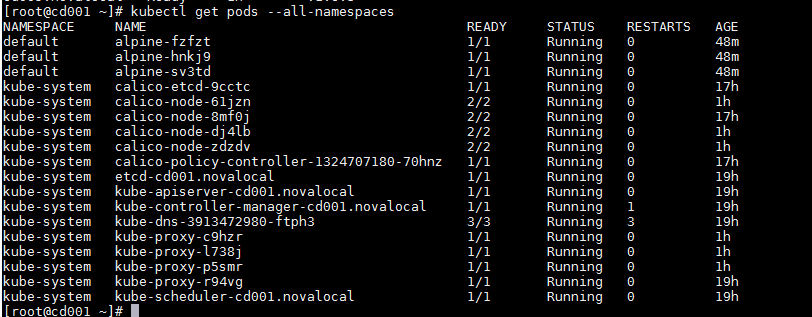 [root@cd001 ~]# kubectl get pods --all-namespaces
NAMESPACE     NAME                                        READY     STATUS    RESTARTS   AGE
default       alpine-fzfzt                                1/1       Running   0          48m
default       alpine-hnkj9                                1/1       Running   0          48m
default       alpine-sv3td                                1/1       Running   0          48m
kube-system   calico-etcd-9cctc                           1/1       Running   0          17h
kube-system   calico-node-61jzn                           2/2       Running   0          1h
kube-system   calico-node-8mf0j                           2/2       Running   0          17h
kube-system   calico-node-dj4lb                           2/2       Running   0          1h
kube-system   calico-node-zdzdv                           2/2       Running   0          1h
kube-system   calico-policy-controller-1324707180-70hnz   1/1       Running   0          17h
kube-system   etcd-cd001.novalocal                        1/1       Running   0          19h
kube-system   kube-apiserver-cd001.novalocal              1/1       Running   0          19h
kube-system   kube-controller-manager-cd001.novalocal     1/1       Running   1          19h
kube-system   kube-dns-3913472980-ftph3                   3/3       Running   3          19h
kube-system   kube-proxy-c9hzr                            1/1       Running   0          1h
kube-system   kube-proxy-l738j                            1/1       Running   0          1h
kube-system   kube-proxy-p5smr                            1/1       Running   0          1h
kube-system   kube-proxy-r94vg                            1/1       Running   0          19h
kube-system   kube-scheduler-cd001.novalocal              1/1       Running   0          19h
[root@cd001 ~]#